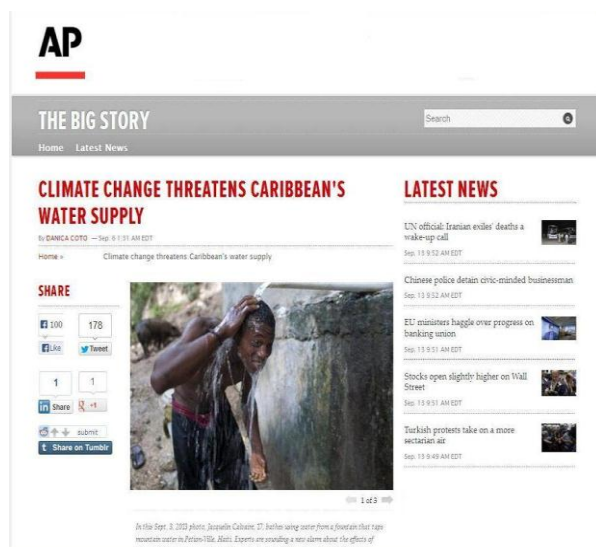 AP
THE BIG STORY
Search
Home Latest News
CLIMATE CHANGE THREATENS CARIBBEAN'S
WATER SUPPLY
By DANICA COTO — Sep. 6 1:31 AM EDT
Home » Climate change threatens Caribbean's water supply
SHARE
100 178
Like Tweet
1 1
in Share +1
submit
t Share on Tumblr
1 of 3
In this Sept. 3, 2013 photo, Jacquelin Calvaire, 17, bathes using water from a fountain that taps
mountain water in Petion-Ville, Haiti. Experts are sounding a new alarm about the effects of
LATEST NEWS
UN official: Iranian exiles' deaths a
wake-up call
Sep. 13 9:52 AM EDT
Chinese police detain civic-minded businessman
Sep. 13 9:52 AM EDT
EU ministers haggle over progress on
banking union
Sep. 13 9:51 AM EDT
Stocks open slightly higher on Wall
Street
Sep. 13 9:51 AM EDT
Turkish protests take on a more
sectarian air
Sep. 13 9:49 AM EDT